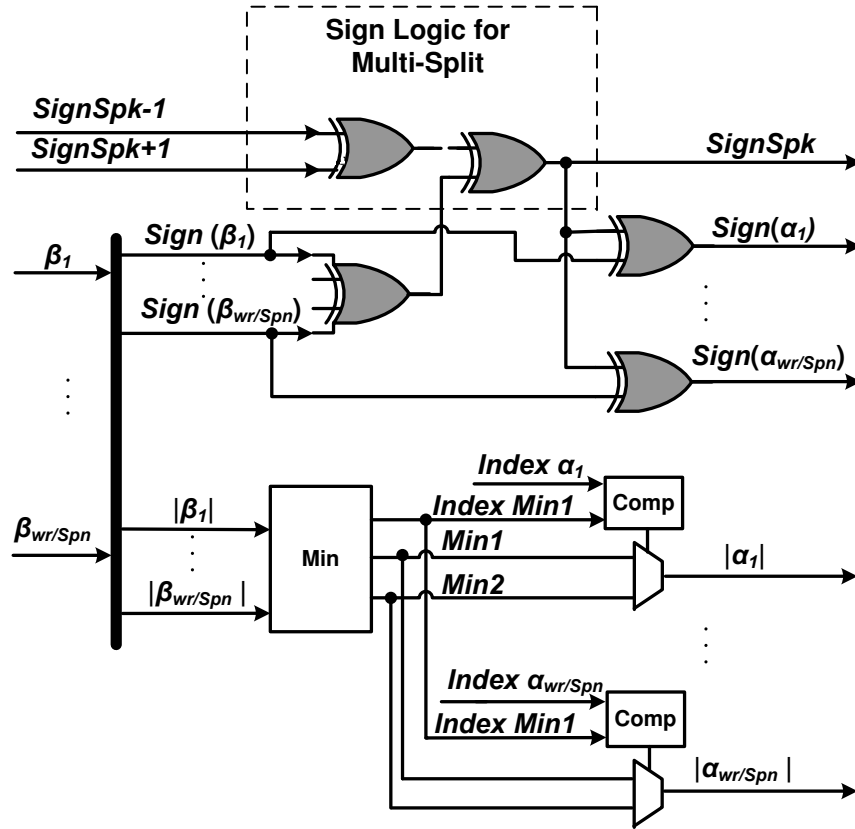 Sign Logic for
Multi-Split
SignSpk-1
SignSpk+1
SignSpk
β1
Sign (β1)
Sign(α1)
Sign (βwr/Spn)
Sign(αwr/Spn)
Index α1
Comp
βwr/Spn
|β1|
Index Min1
Min
Min1
|α1|
|βwr/Spn |
Min2
Index αwr/Spn
Comp
Index Min1
|αwr/Spn |